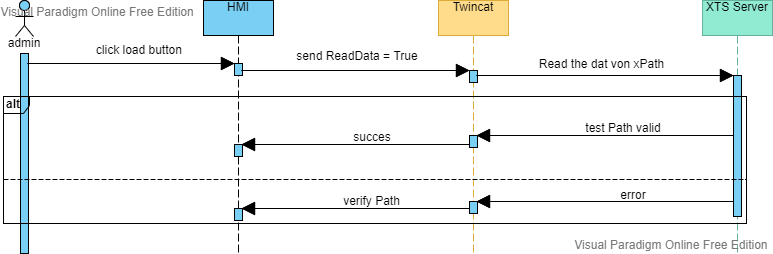 HMI
Twincat
XTS Server
Visual Paradigm Online Free Edition
admin
click load button
send ReadData = True
Read the dat von xPath
alt
test Path valid
succes
error
verify Path
Visual Paradigm Online Free Edition